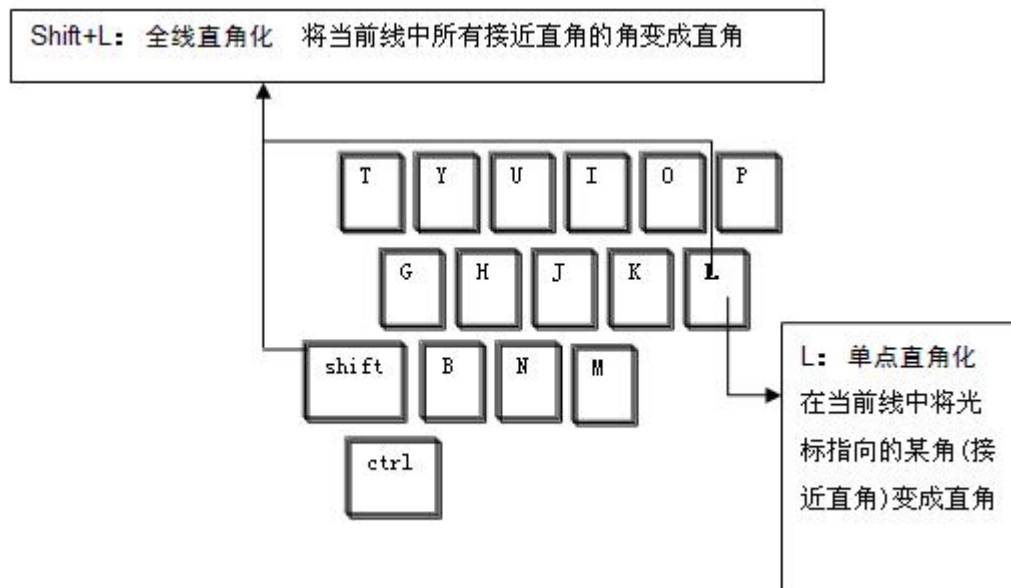 Shift+L： 全线直角化 将当前线中所有接近直角的角变成直角
T Y U I O P
G H J K L
shift B N M
ctrl
L： 单点直角化
在当前线中将光
标指向的某角(接
近直角)变成直角